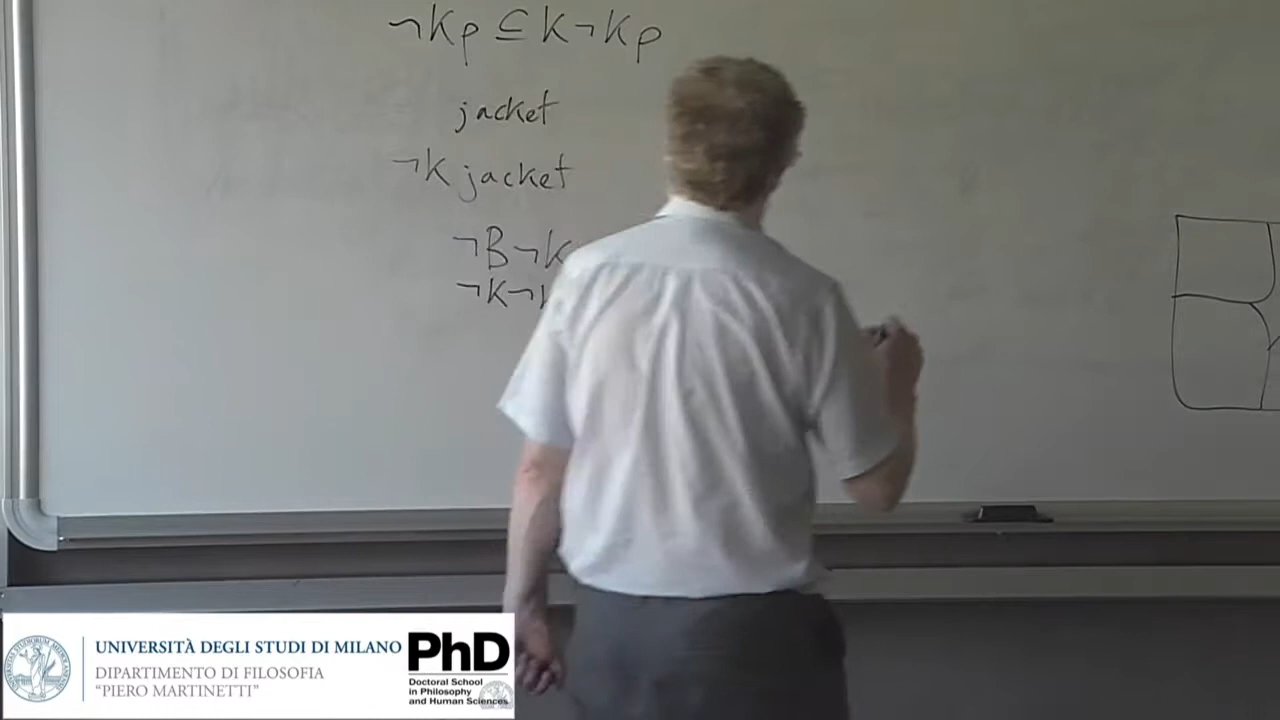 ¬Kp ⊆ K¬Kp
jacket
¬K jacket
¬B¬K
¬K¬
UNIVERSITÀ DEGLI STUDI DI MILANO
DIPARTIMENTO DI FILOSOFIA
"PIERO MARTINETTI"
PhD
Doctoral School
in Philosophy
and Human Sciences